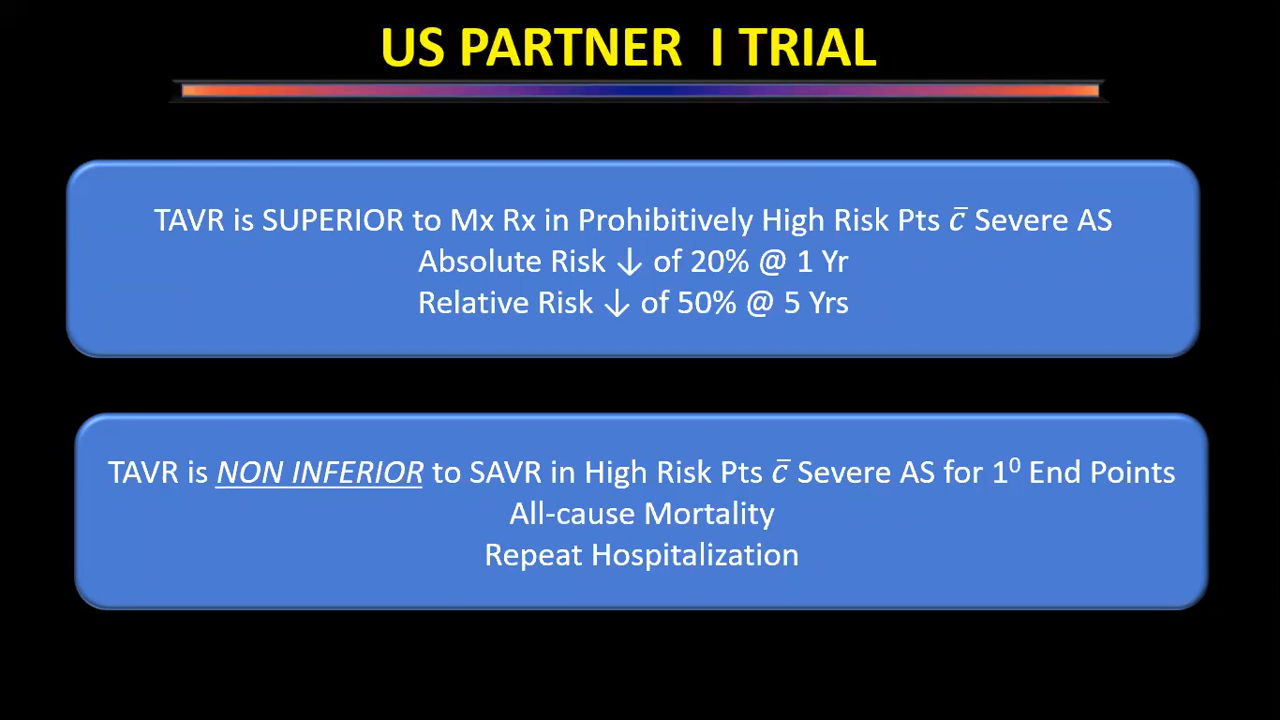 US PARTNER I TRIAL
TAVR is SUPERIOR to Mx Rx in Prohibitively High Risk Pts c̅ Severe AS
Absolute Risk ↓ of 20% @ 1 Yr
Relative Risk ↓ of 50% @ 5 Yrs
TAVR is NON INFERIOR to SAVR in High Risk Pts c̅ Severe AS for 1⁰ End Points
All-cause Mortality
Repeat Hospitalization